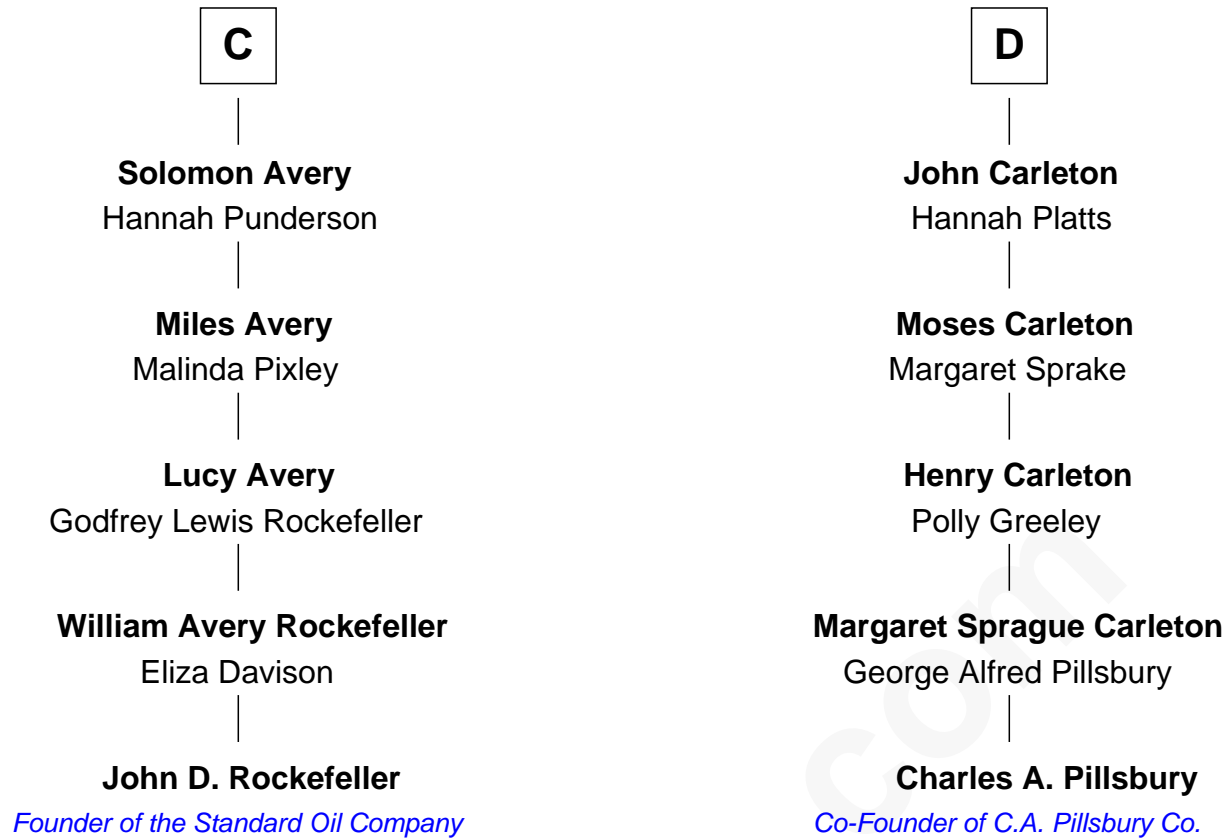 C
Solomon Avery
Hannah Punderson
Miles Avery
Malinda Pixley
Lucy Avery
Godfrey Lewis Rockefeller
William Avery Rockefeller
Eliza Davison
John D. Rockefeller
Founder of the Standard Oil Company
D
John Carleton
Hannah Platts
Moses Carleton
Margaret Sprake
Henry Carleton
Polly Greeley
Margaret Sprague Carleton
George Alfred Pillsbury
Charles A. Pillsbury
Co-Founder of C.A. Pillsbury Co.
com